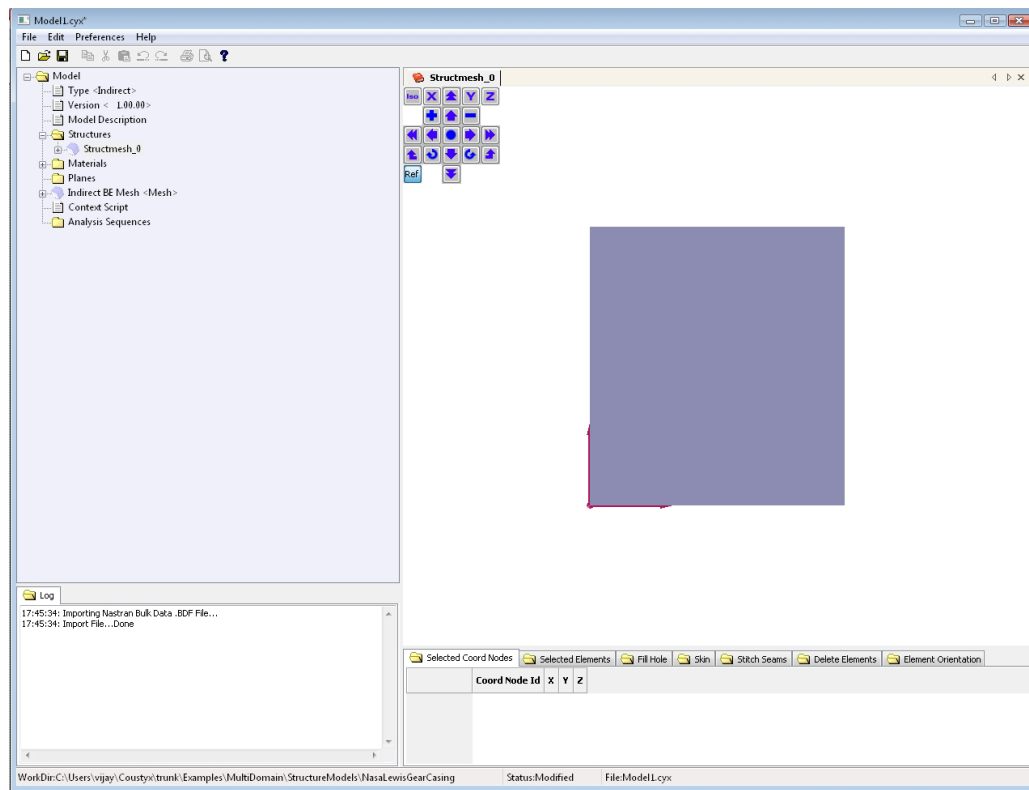 Model1.cyx*
File Edit Preferences Help
Model
Type <Indirect>
Version < 1.00.00>
Model Description
Structures
Structmesh_0
Materials
Planes
Indirect BE Mesh <Mesh>
Context Script
Analysis Sequences
Structmesh_0
Iso X Y Z
Ref
Log
17:45:34: Importing Nastran Bulk Data .BDF File...
17:45:34: Import File...Done
Selected Coord Nodes Selected Elements Fill Hole Skin Stitch Seams Delete Elements Element Orientation
Coord Node Id X Y Z
WorkDir:C:\Users\vijay\Coustyx\trunk\Examples\MultiDomain\StructureModels\NasaLewisGearCasing Status:Modified File:Model1.cyx